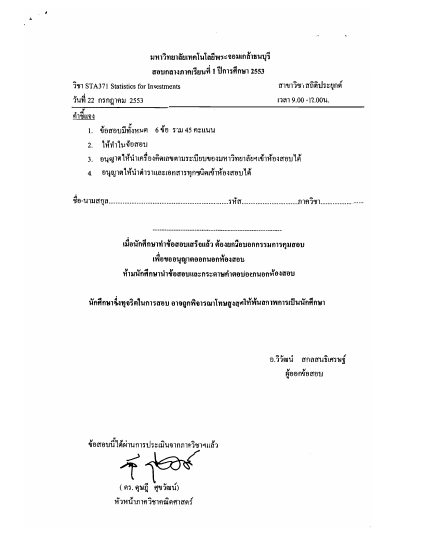 มหาวิทยาลัยเทคโนโลยีพระจอมเกล้าธนบุรี
สอบกลางภาคเรียนที่ 1 ปีการศึกษา 2553
วิชา STA371 Statistics for Investments สาขาวิชาสถิติประยุกต์
วันที่ 22 กรกฎาคม 2553 เวลา 9.00 -12.00น.
คำชี้แจง
1. ข้อสอบมีทั้งหมด 6 ข้อ รวม 45 คะแนน
2. ให้ทำในข้อสอบ
3. อนุญาตให้นำเครื่องคิดเลขตามระเบียบของมหาวิทยาลัยฯเข้าห้องสอบได้
4. อนุญาตให้นำตำราและเอกสารทุกชนิดเข้าห้องสอบได้
ชื่อ-นามสกุล..............................รหัส..............................ภาควิชา....................
เมื่อนักศึกษาทำข้อสอบเสร็จแล้ว ต้องยกมือบอกกรรมการคุมสอบ
เพื่อขออนุญาตออกนอกห้องสอบ
ห้ามนักศึกษานำข้อสอบและกระดาษคำตอบออกนอกห้องสอบ
นักศึกษาซึ่งทุจริตในการสอบ อาจถูกพิจารณาโทษสูงสุดให้พ้นสภาพการเป็นนักศึกษา
อ.วิวัฒน์
ผู้ออกข้อสอบ
ข้อสอบนี้ได้ผ่านการประเมินจากภาควิชาฯแล้ว
( ดร. ดุษฎี ศุขวัฒน์)
หัวหน้าภาควิชาคณิตศาสตร์